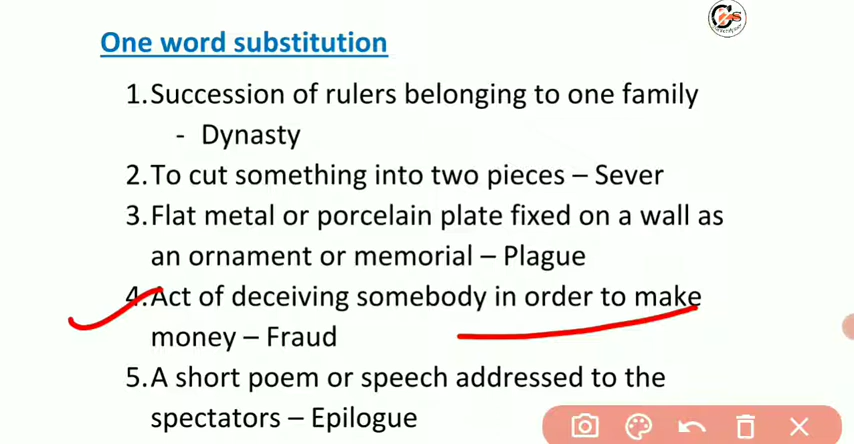 One word substitution
1.Succession of rulers belonging to one family
- Dynasty
2.To cut something into two pieces – Sever
3.Flat metal or porcelain plate fixed on a wall as
an ornament or memorial – Plague
4.Act of deceiving somebody in order to make
money – Fraud
5.A short poem or speech addressed to the
spectators – Epilogue